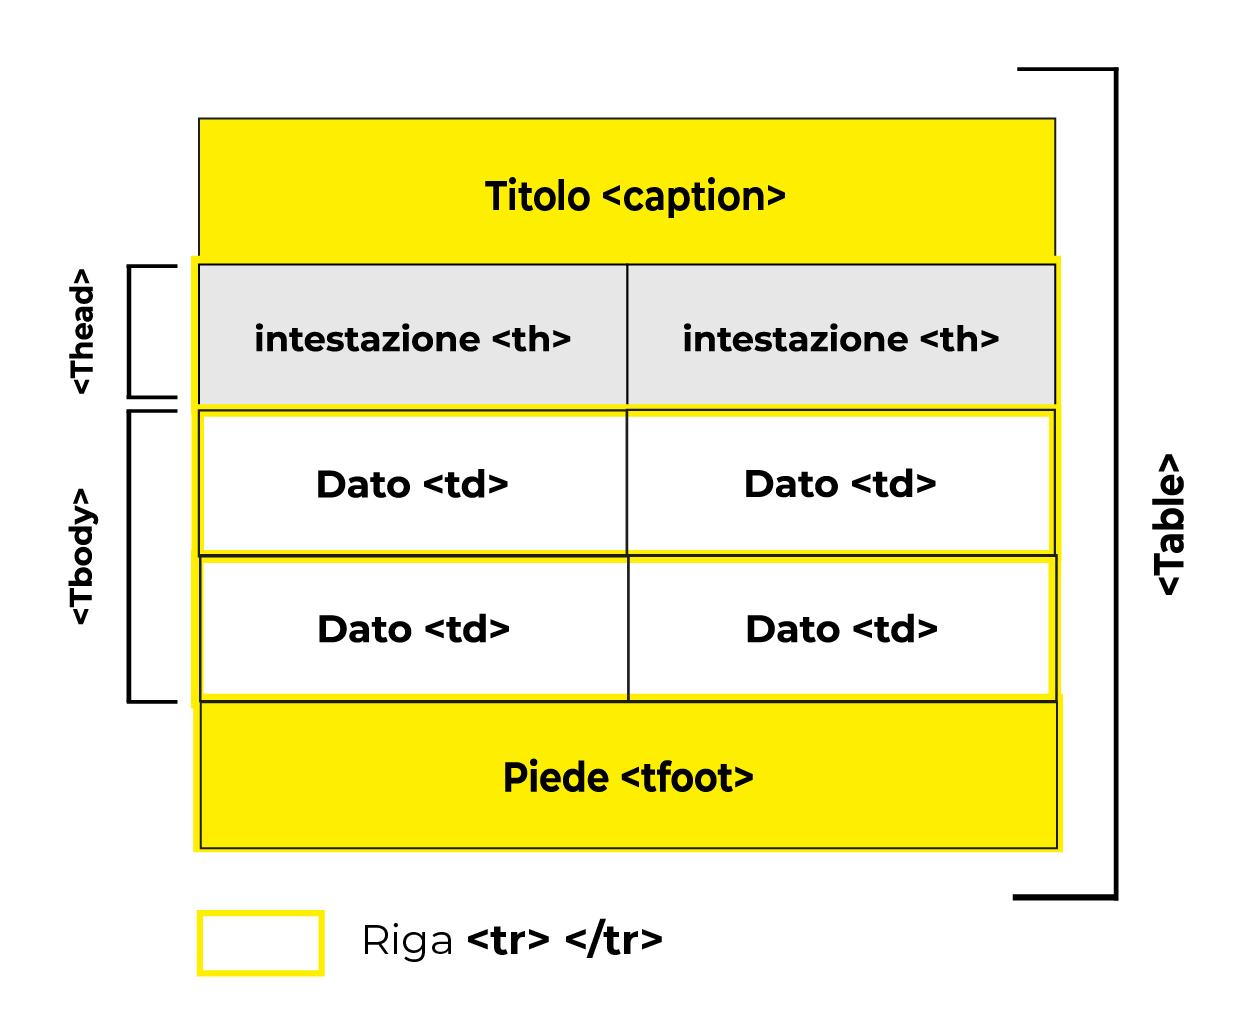 Titolo <caption>
<Thead>
intestazione <th> intestazione <th>
Dato <td> Dato <td>
<Tbody>
<Table>
Dato <td> Dato <td>
Piede <tfoot>
Riga <tr> </tr>